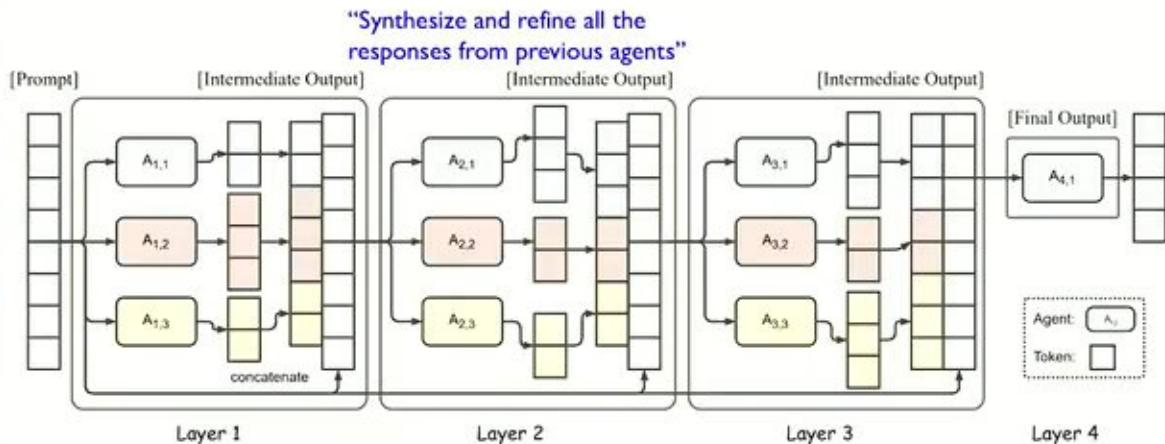 “Synthesize and refine all the
responses from previous agents”
[Prompt]
[Intermediate Output]
[Intermediate Output]
[Intermediate Output]
[Final Output]
A1,1
A1,2
A1,3
concatenate
A2,1
A2,2
A2,3
A3,1
A3,2
A3,3
A4,1
Agent:
Token:
Layer 1
Layer 2
Layer 3
Layer 4